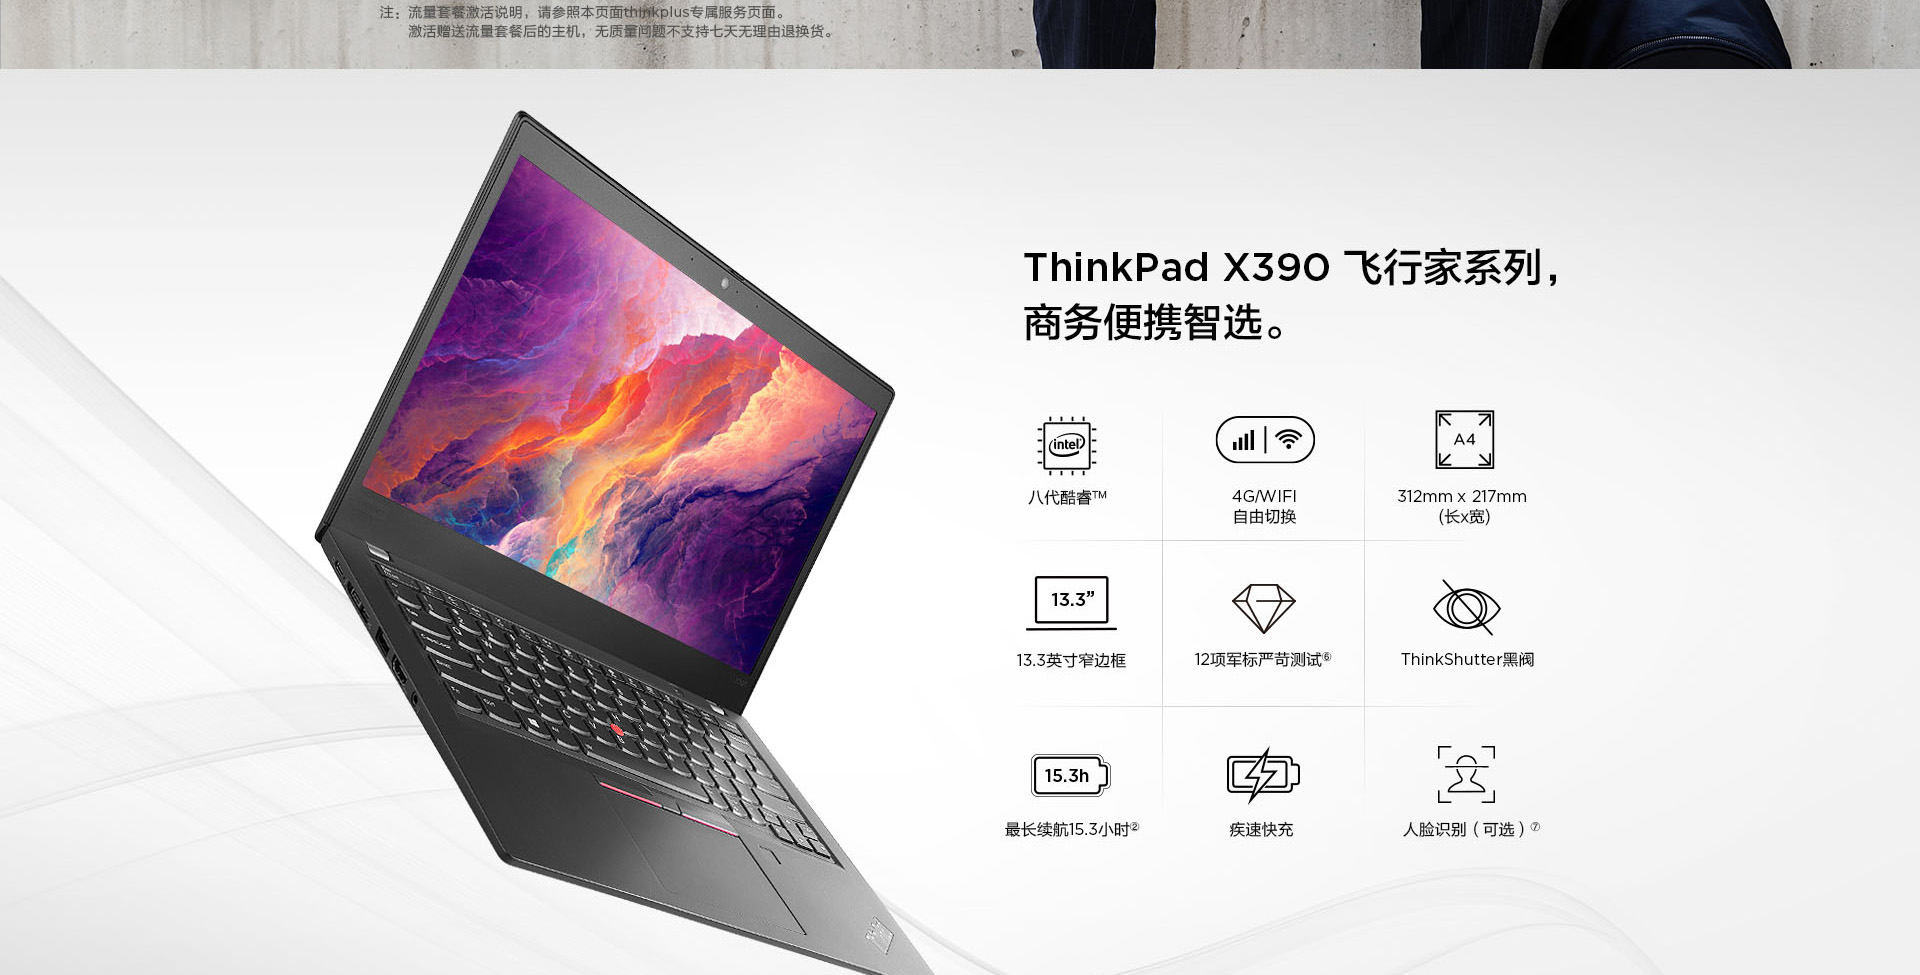 注：流量套餐激活说明，请参照本页面thinkplus专属服务页面。
激活赠送流量套餐后的主机，无质量问题不支持七天无理由退换货。
ThinkPad X390 飞行家系列，
商务便携智选。
intel
A4
八代酷睿™
4G/WIFI
自由切换
312mm x 217mm
(长x宽)
13.3”
13.3英寸窄边框
12项军标严苛测试⑥
ThinkShutter黑阀
15.3h
最长续航15.3小时②
疾速快充
人脸识别（可选）⑦